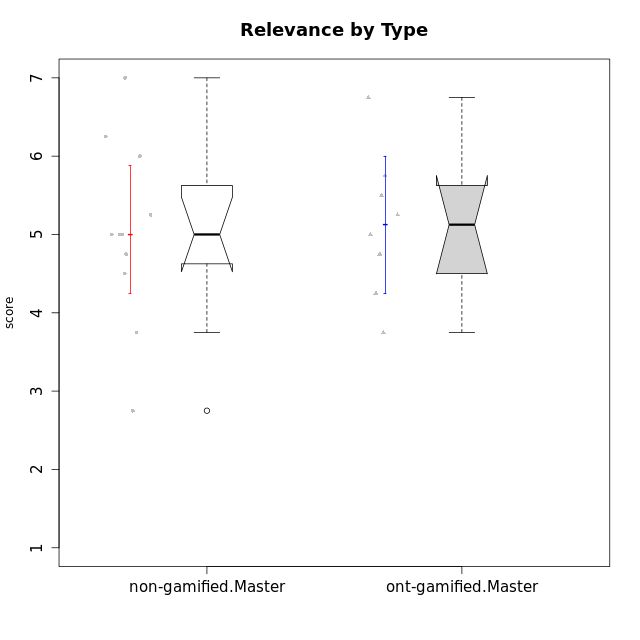 Relevance by Type
score
7
6
5
4
3
2
1
non-gamified.Master
ont-gamified.Master